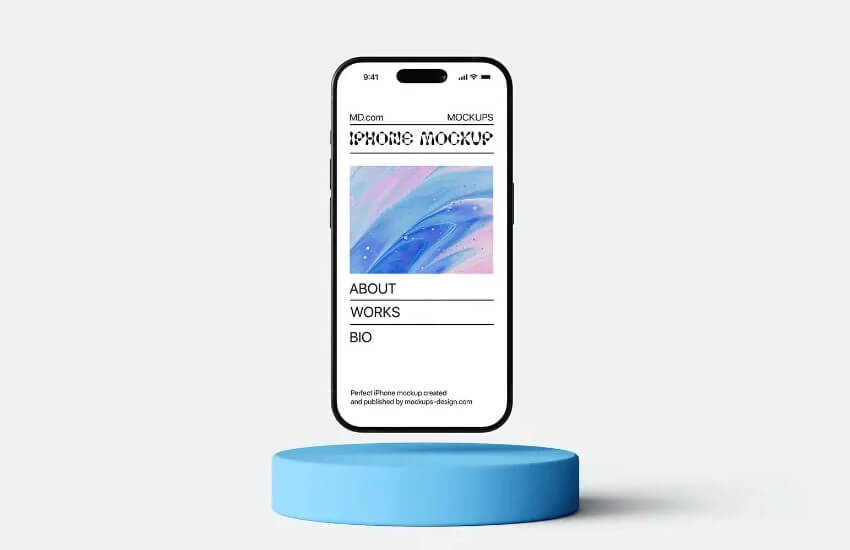 9:41
MD.com MOCKUPS
IPHONE MOCKUP
ABOUT
WORKS
BIO
Perfect iPhone mockup created
and published by mockups-design.com